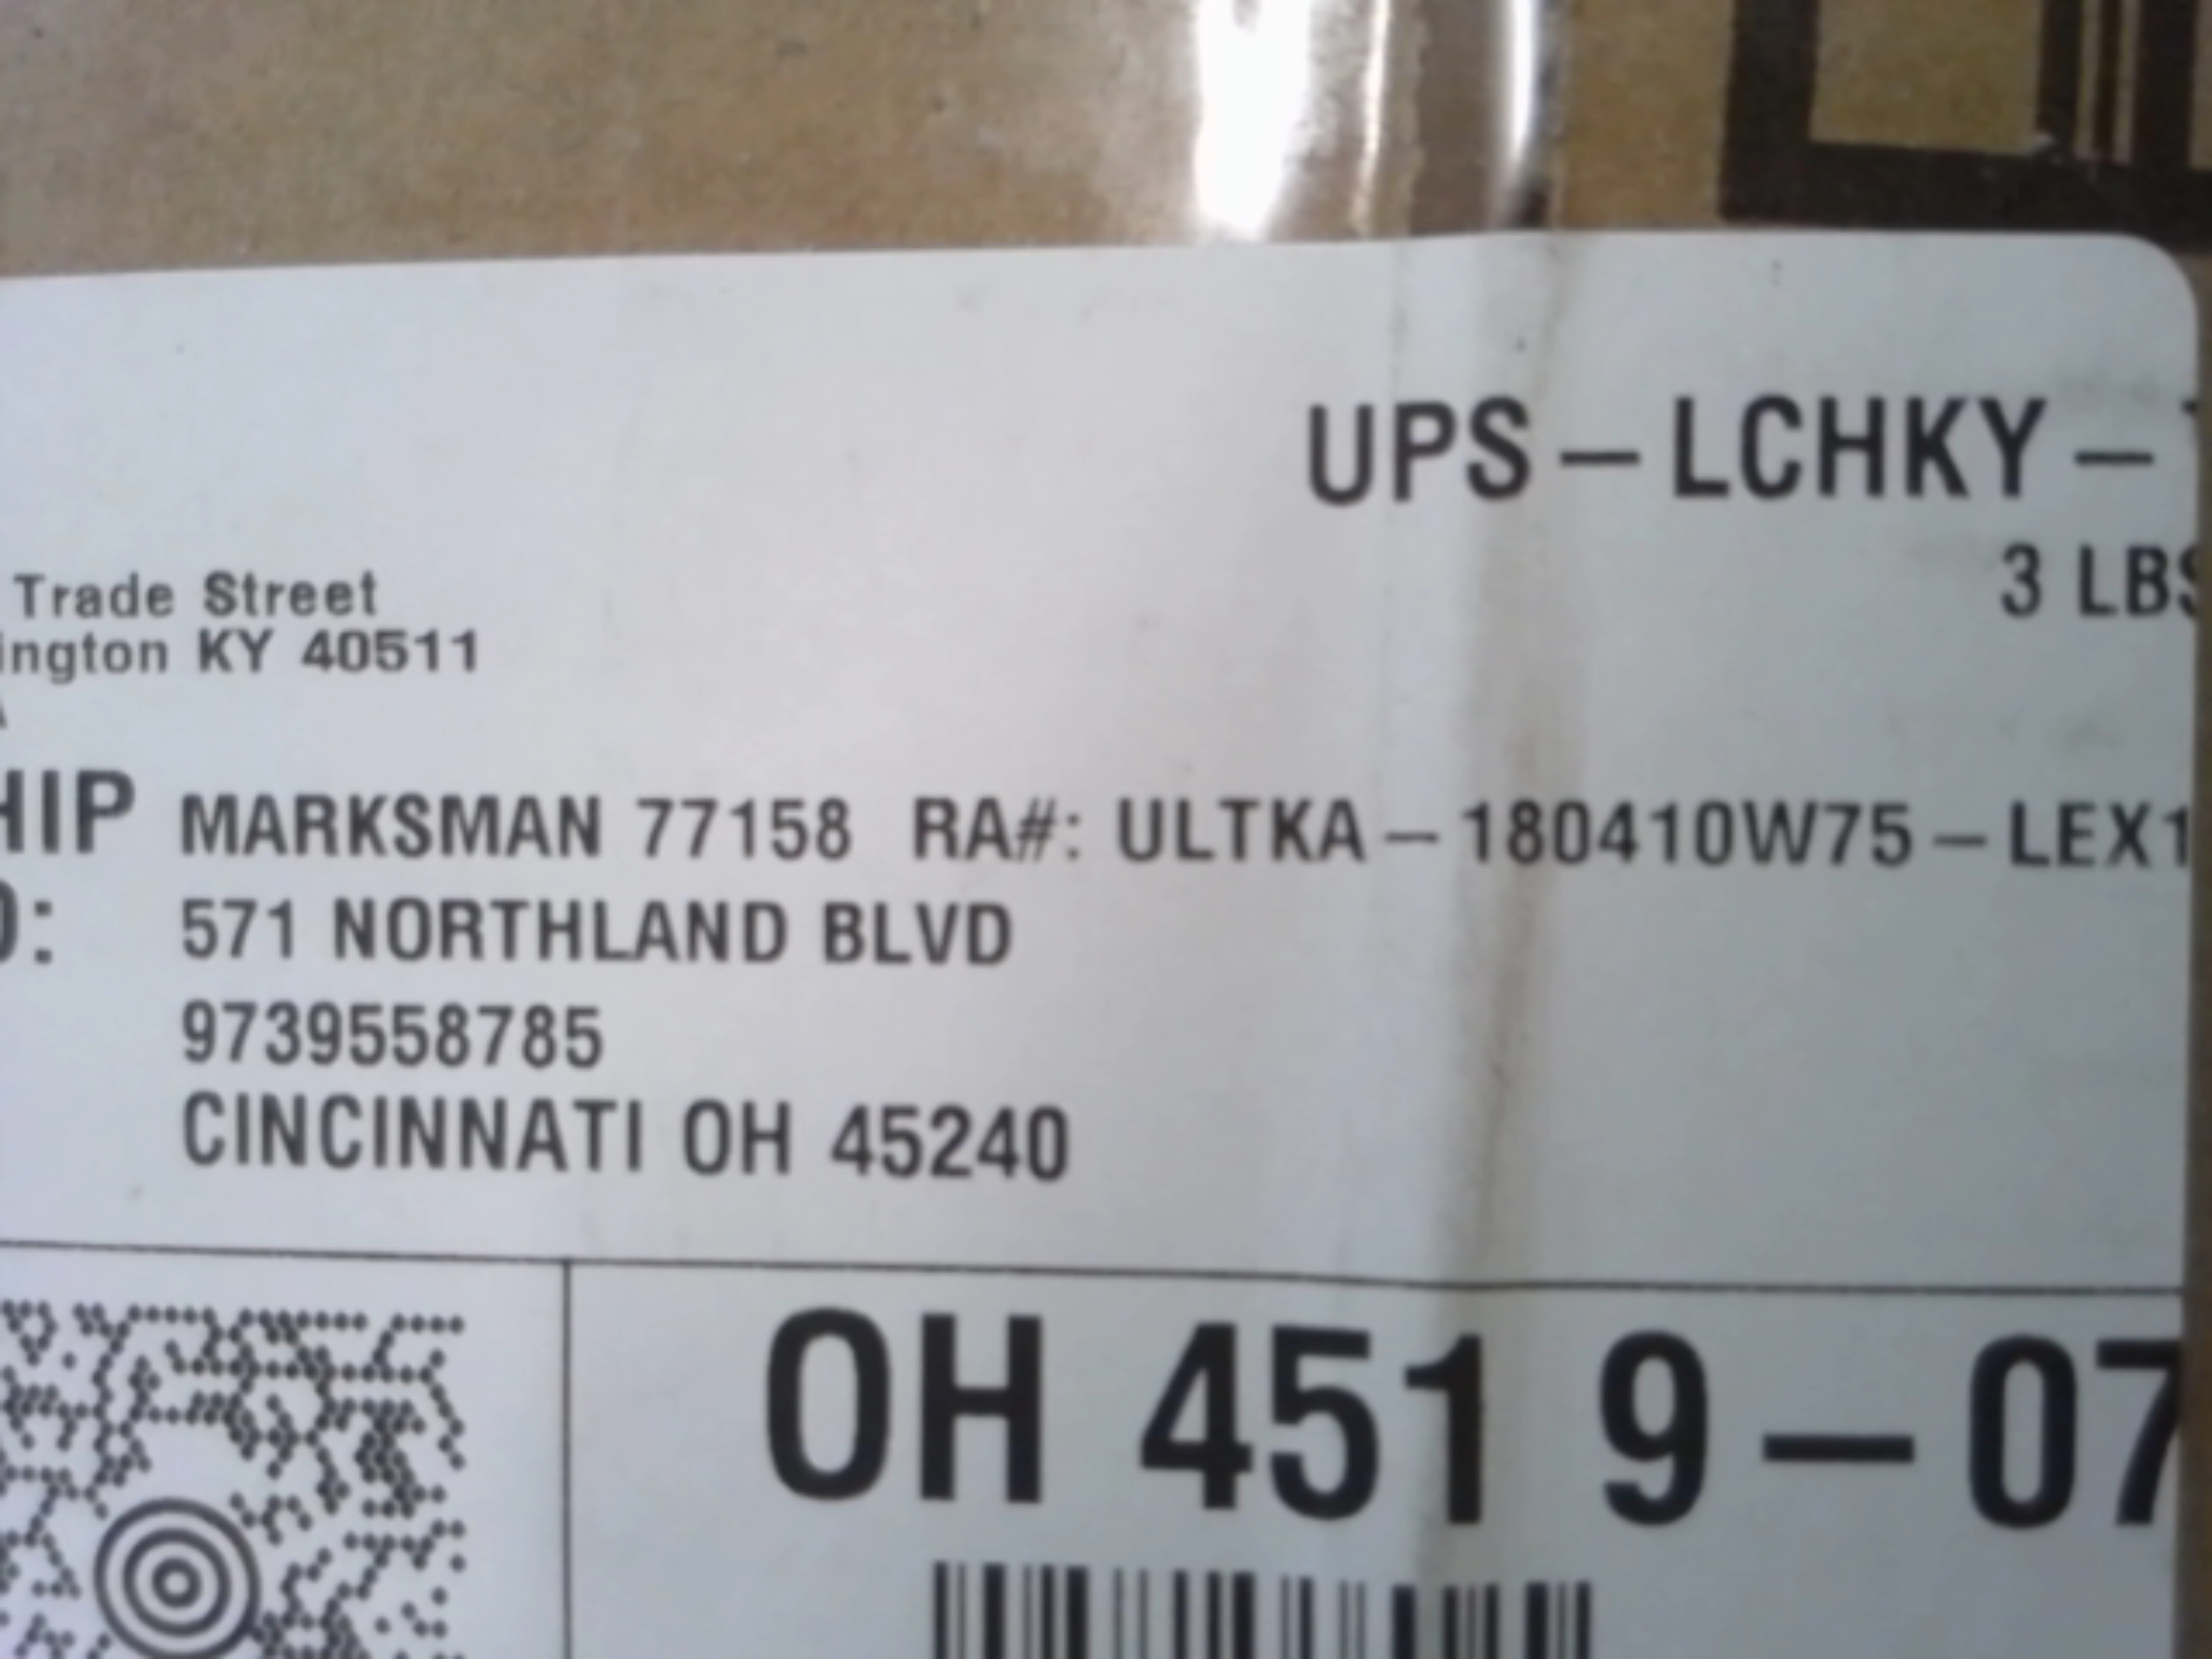 UPS – LCHKY –
3 LBS
Trade Street
ington KY 40511
HIP MARKSMAN 77158 RA#: ULTKA – 180410W75 – LEX1
571 NORTHLAND BLVD
9739558785
CINCINNATI OH 45240
OH 451 9 – 07